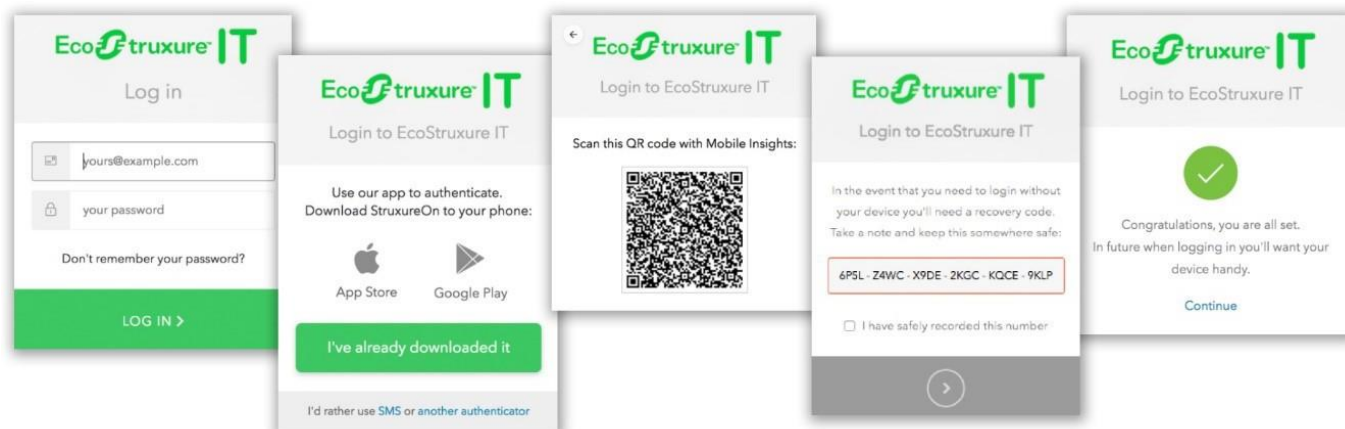 EcoStruxure™ IT
Log in
yours@example.com
your password
Don't remember your password?
LOG IN >
EcoStruxure™ IT
Login to EcoStruxure IT
Use our app to authenticate.
Download StruxureOn to your phone:
App Store Google Play
I've already downloaded it
I'd rather use SMS or another authenticator
EcoStruxure™ IT
Login to EcoStruxure IT
Scan this QR code with Mobile Insights:
EcoStruxure™ IT
Login to EcoStruxure IT
In the event that you need to login without
your device you'll need a recovery code.
Take a note and keep this somewhere safe:
6P5L - Z4WC - X9DE - 2KGC - KQCE - 9KLP
I have safely recorded this number
EcoStruxure™ IT
Login to EcoStruxure IT
Congratulations, you are all set.
In future when logging in you'll want your
device handy.
Continue